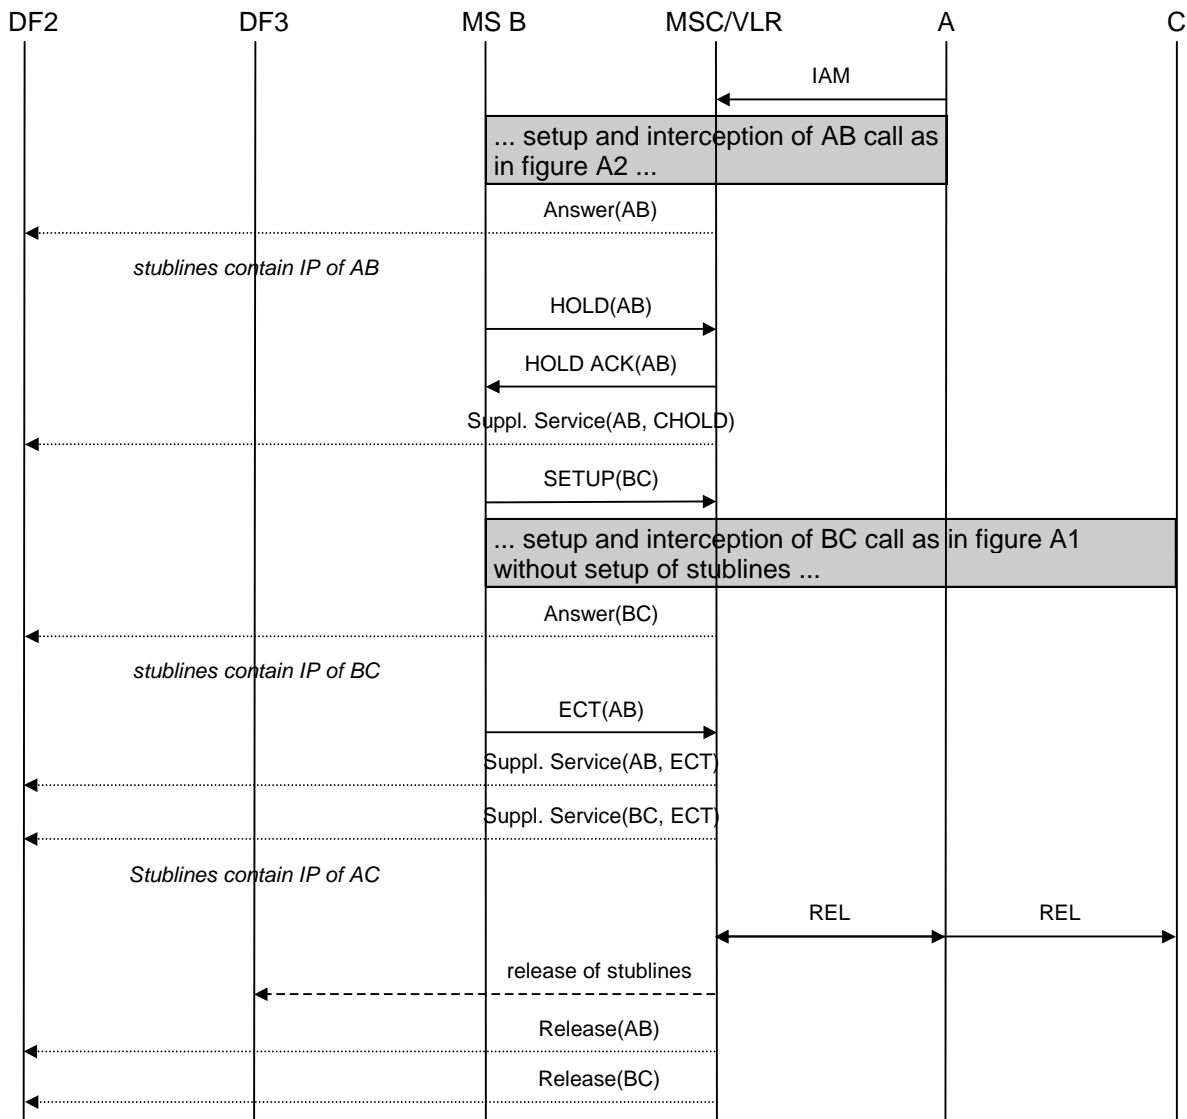 DF2 DF3 MS B MSC/VLR A C
IAM
... setup and interception of AB call as
in figure A2 ...
Answer(AB)
stublines contain IP of AB
HOLD(AB)
HOLD ACK(AB)
Suppl. Service(AB, CHOLD)
SETUP(BC)
... setup and interception of BC call as in figure A1
without setup of stublines ...
Answer(BC)
stublines contain IP of BC
ECT(AB)
Suppl. Service(AB, ECT)
Suppl. Service(BC, ECT)
Stublines contain IP of AC
REL REL
release of stublines
Release(AB)
Release(BC)